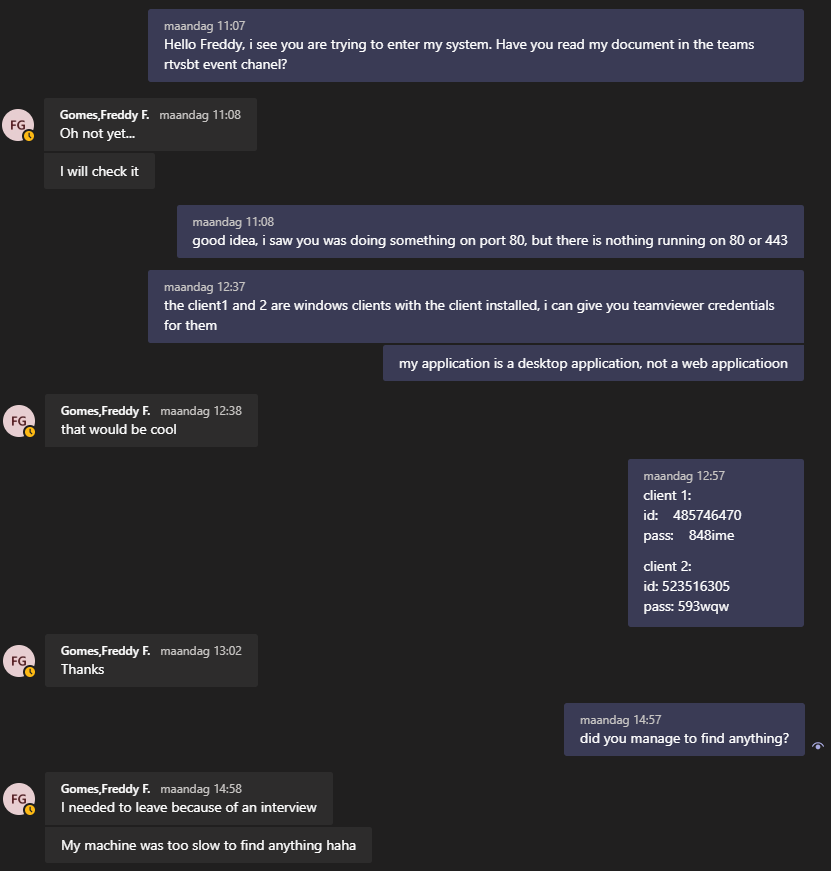 maandag 11:07
Hello Freddy, i see you are trying to enter my system. Have you read my document in the teams
rtvsbt event chanel?
FG
Gomes,Freddy F. maandag 11:08
Oh not yet...
I will check it
maandag 11:08
good idea, i saw you was doing something on port 80, but there is nothing running on 80 or 443
maandag 12:37
the client1 and 2 are windows clients with the client installed, i can give you teamviewer credentials
for them
my application is a desktop application, not a web applicatioon
FG
Gomes,Freddy F. maandag 12:38
that would be cool
maandag 12:57
client 1:
id: 485746470
pass: 848ime
client 2:
id: 523516305
pass: 593wqw
FG
Gomes,Freddy F. maandag 13:02
Thanks
maandag 14:57
did you manage to find anything?
FG
Gomes,Freddy F. maandag 14:58
I needed to leave because of an interview
My machine was too slow to find anything haha